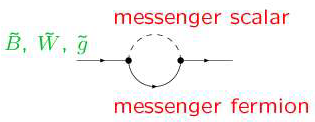 messenger scalar
B̃, W̃, g̃
messenger fermion